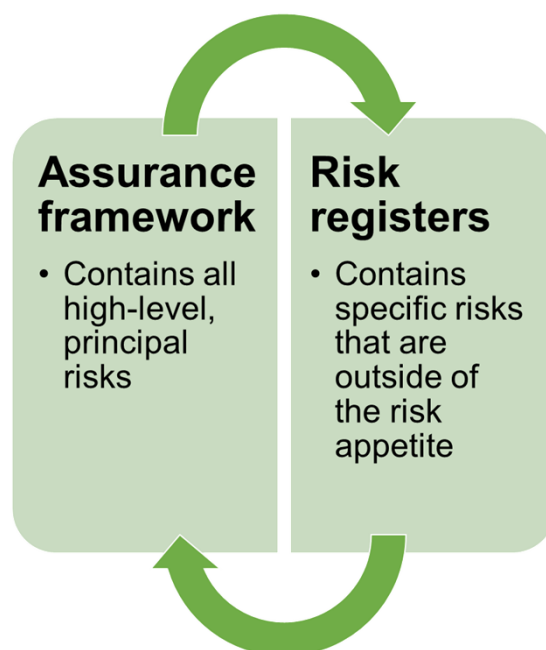 Assurance
framework
• Contains all
high-level,
principal
risks
Risk
registers
• Contains
specific risks
that are
outside of
the risk
appetite